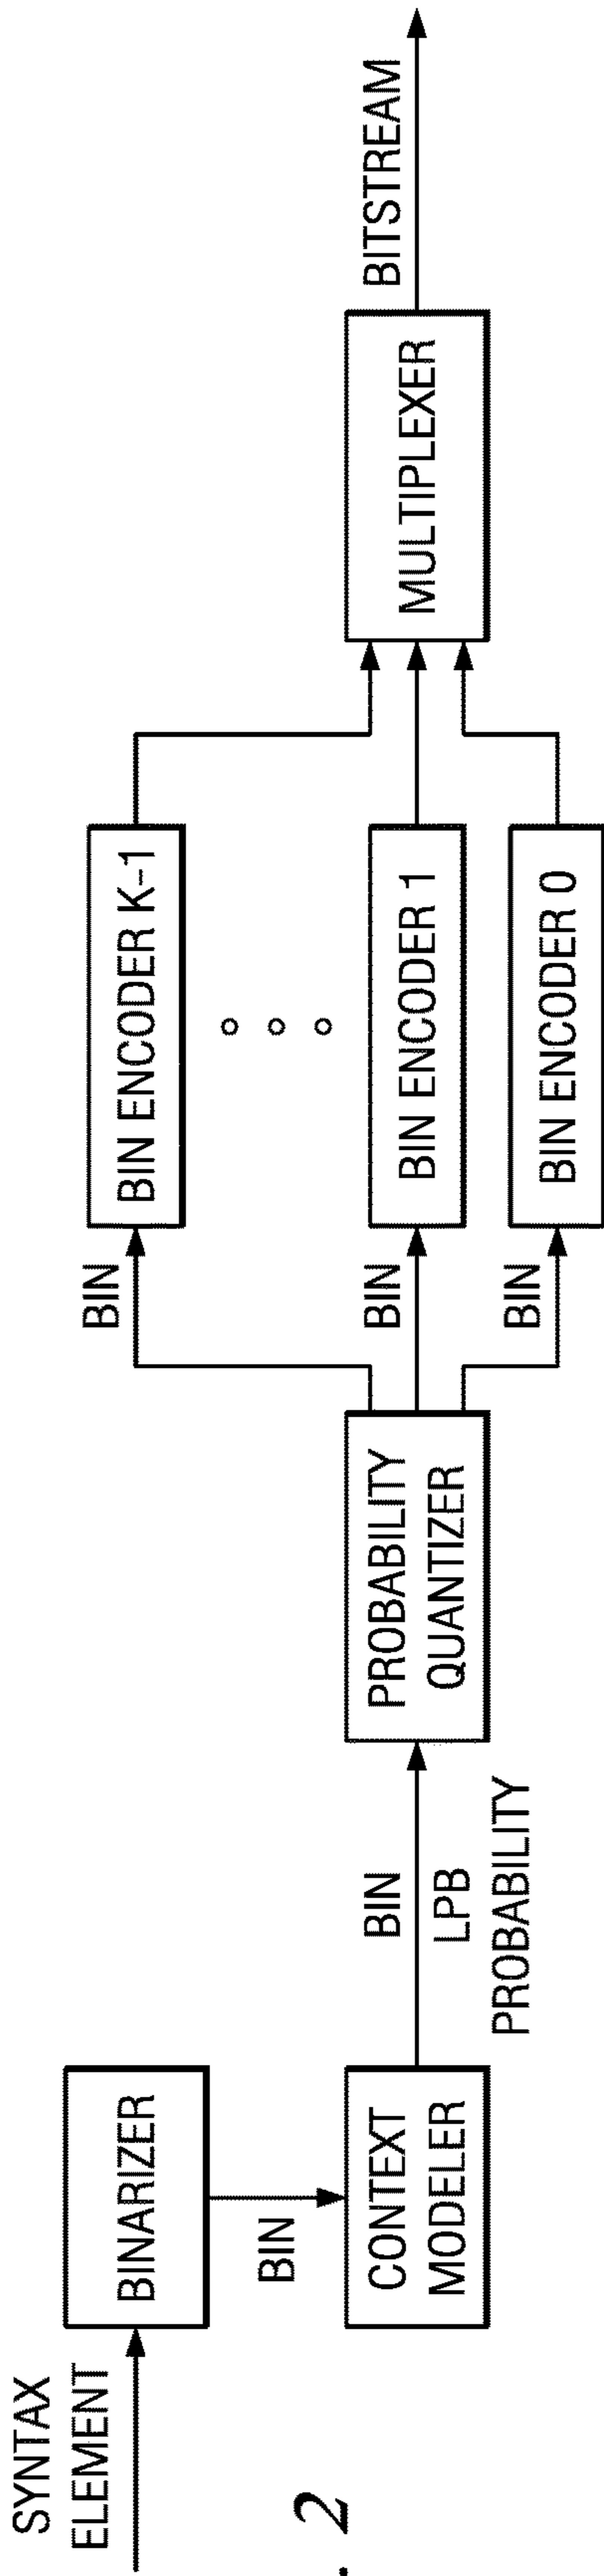 SYNTAX
ELEMENT
BINARIZER
BIN
CONTEXT
MODELER
BIN
LPB
PROBABILITY
PROBABILITY
QUANTIZER
BIN
BIN
BIN
BIN ENCODER K-1
BIN ENCODER 1
BIN ENCODER 0
MULTIPLEXER
BITSTREAM
. 2